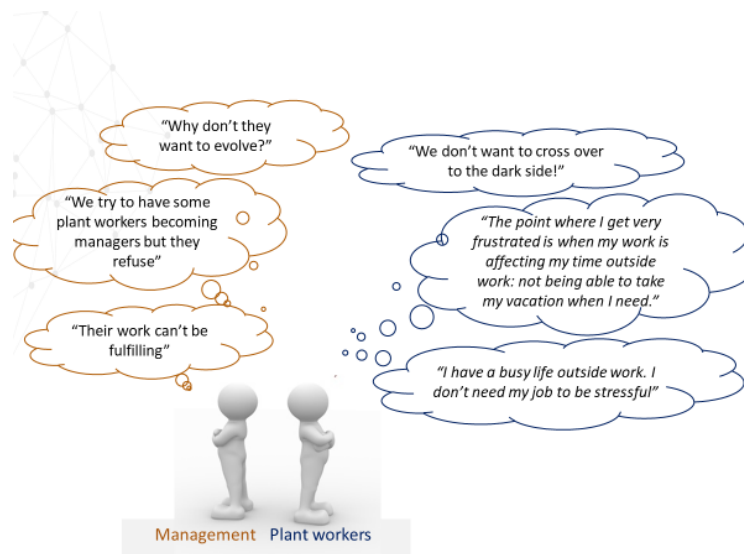 “Why don’t they
want to evolve?”
“We try to have some
plant workers becoming
managers but they
refuse”
“Their work can’t be
fulfilling”
“We don’t want to cross over
to the dark side!”
“The point where I get very
frustrated is when my work is
affecting my time outside
work: not being able to take
my vacation when I need.”
“I have a busy life outside work. I
don’t need my job to be stressful”
Management Plant workers